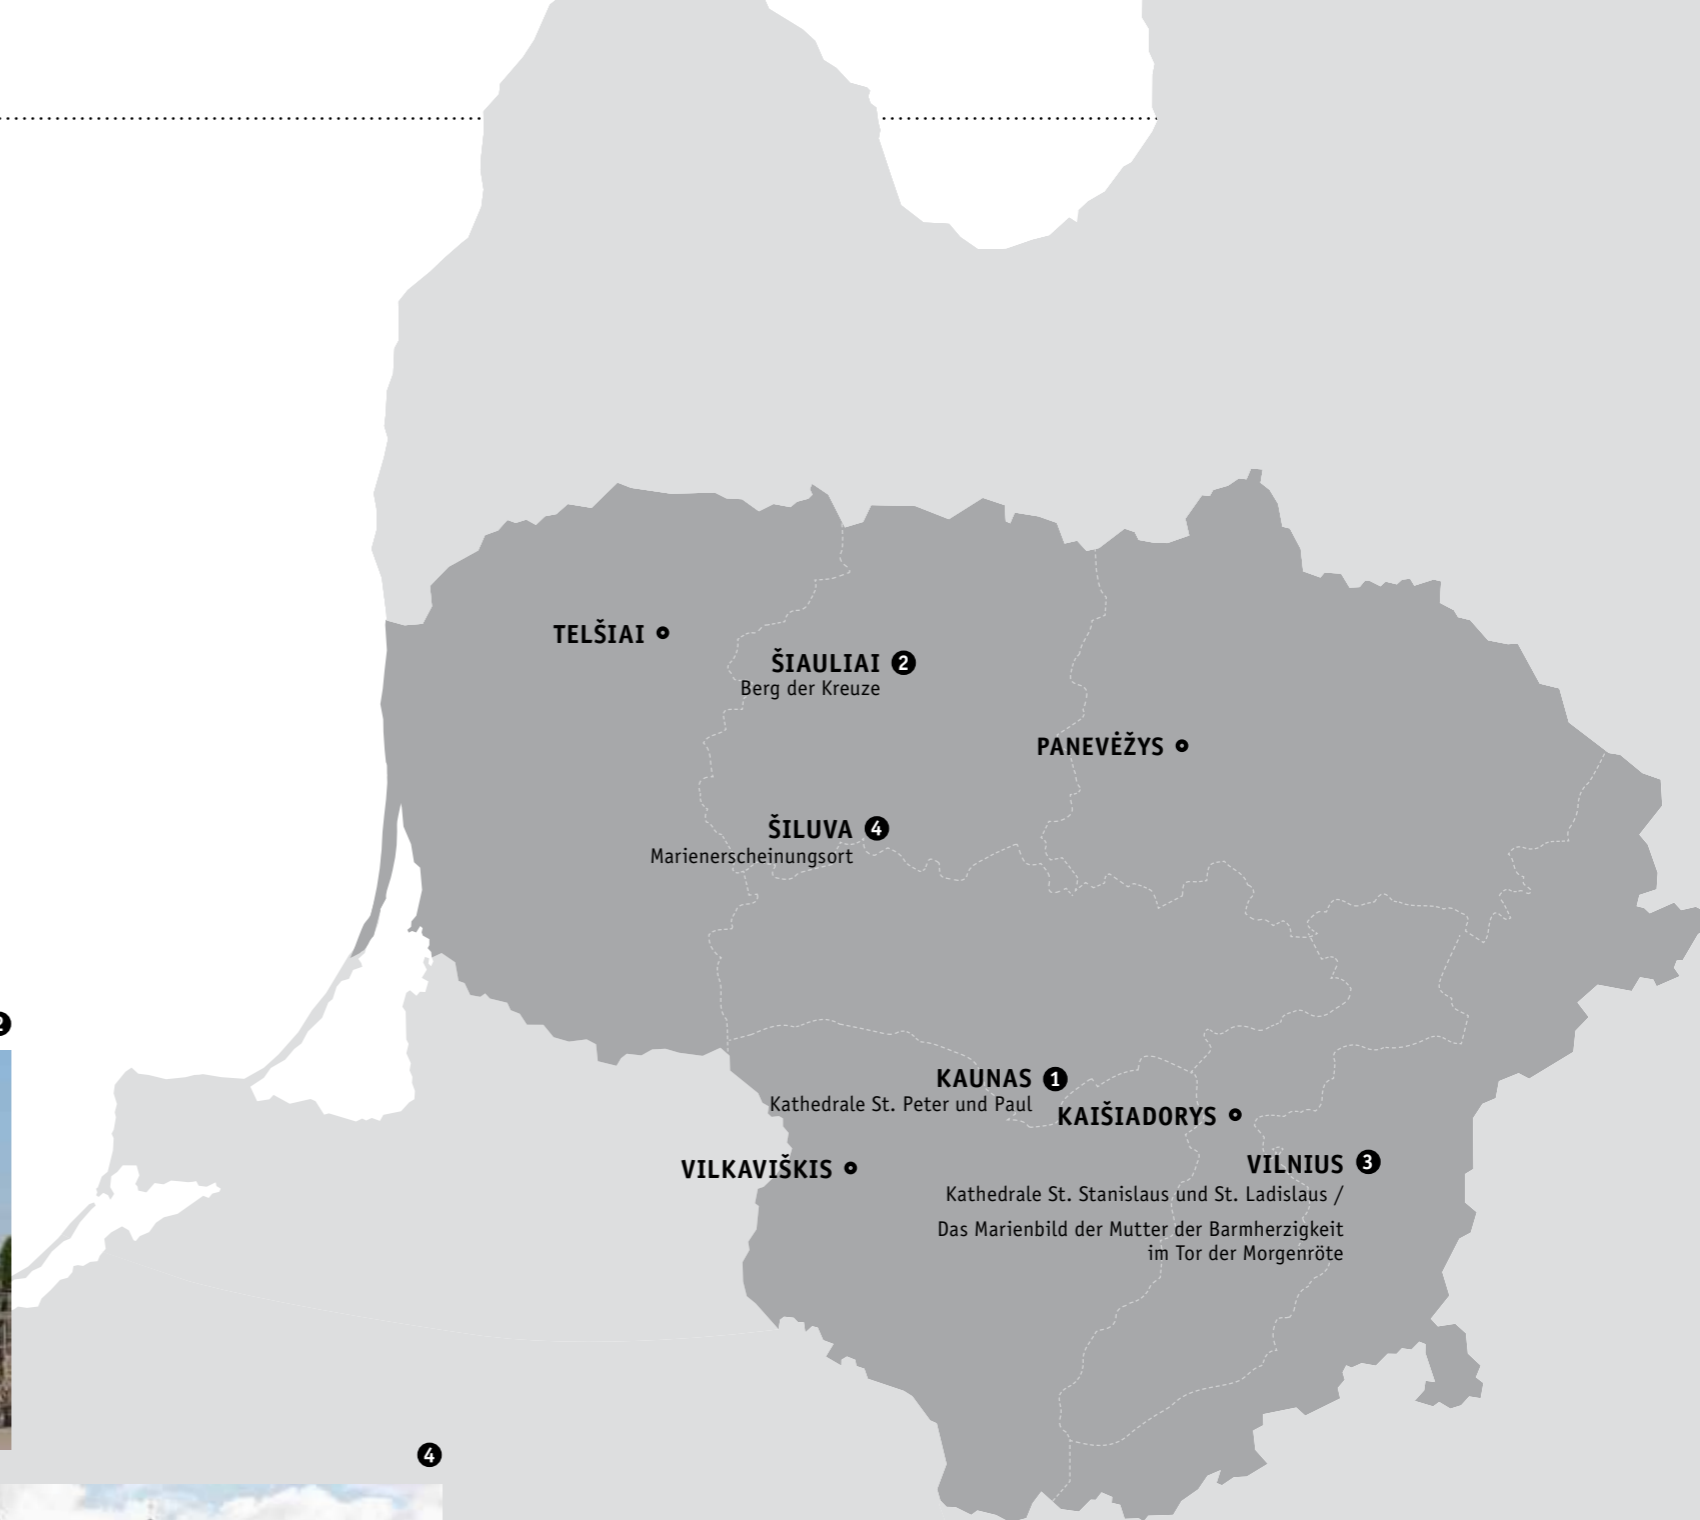 TELŠIAI
ŠIAULIAI 2
Berg der Kreuze
PANEVĖŽYS
ŠILUVA 4
Marienerscheinungsort
2
KAUNAS 1
Kathedrale St. Peter und Paul
KAIŠIADORYS
VILKAVIŠKIS
VILNIUS 3
Kathedrale St. Stanislaus und St. Ladislaus /
Das Marienbild der Mutter der Barmherzigkeit
im Tor der Morgenröte
4